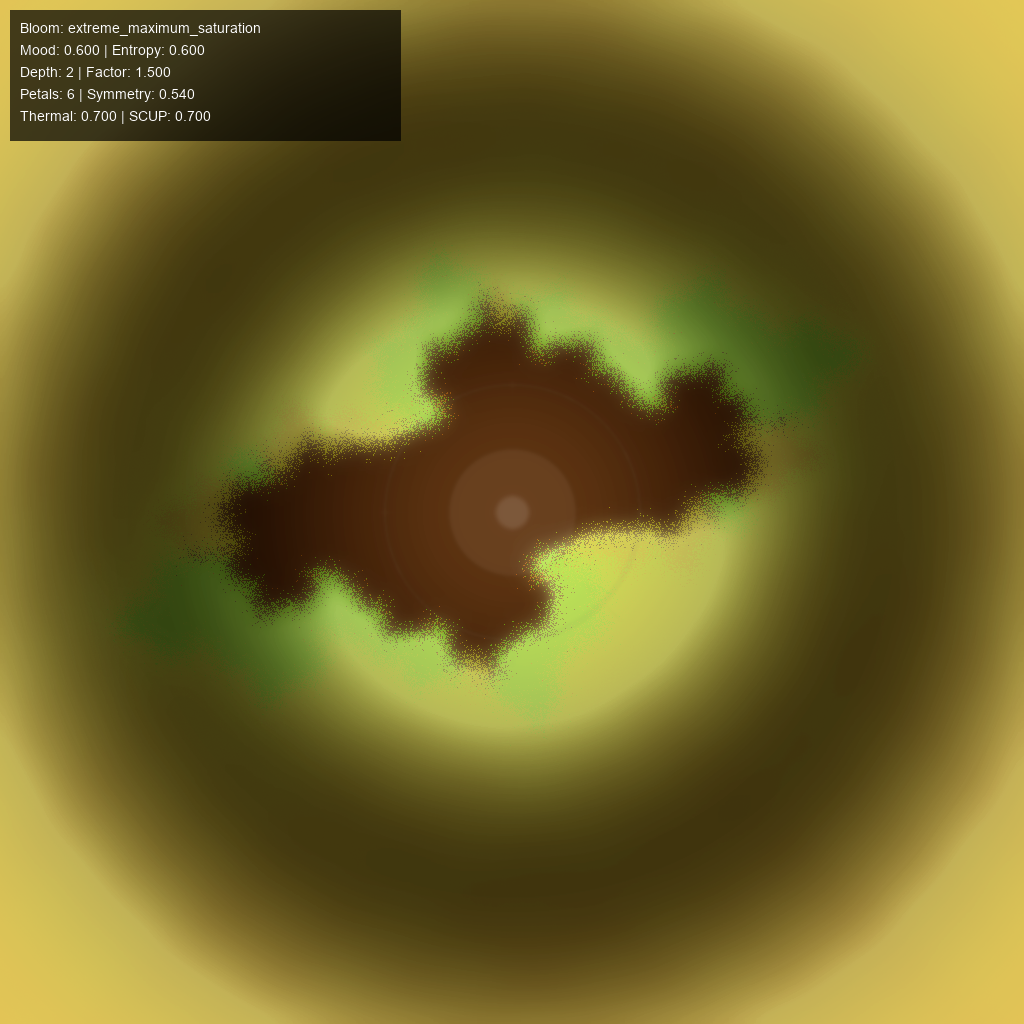 Bloom: extreme_maximum_saturation
Mood: 0.600 | Entropy: 0.600
Depth: 2 | Factor: 1.500
Petals: 6 | Symmetry: 0.540
Thermal: 0.700 | SCUP: 0.700